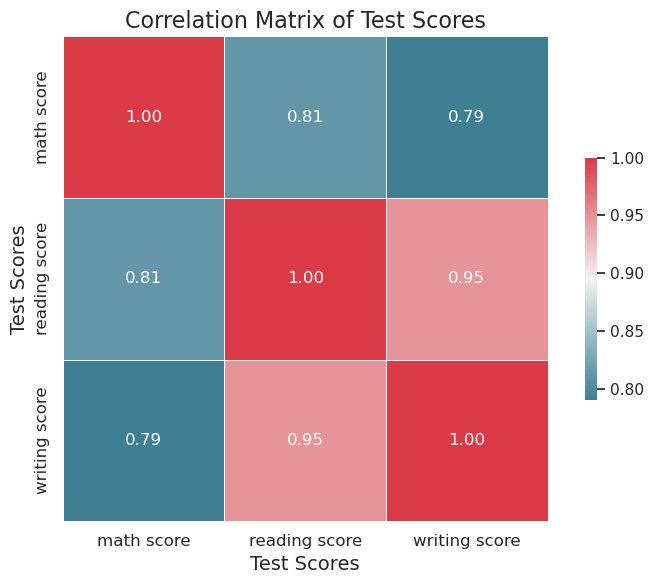 Correlation Matrix of Test Scores
math score
1.00 0.81 0.79
1.00
0.95
Test Scores
reading score
0.81 1.00 0.95
0.90
0.85
writing score
0.79 0.95 1.00
0.80
math score reading score writing score
Test Scores